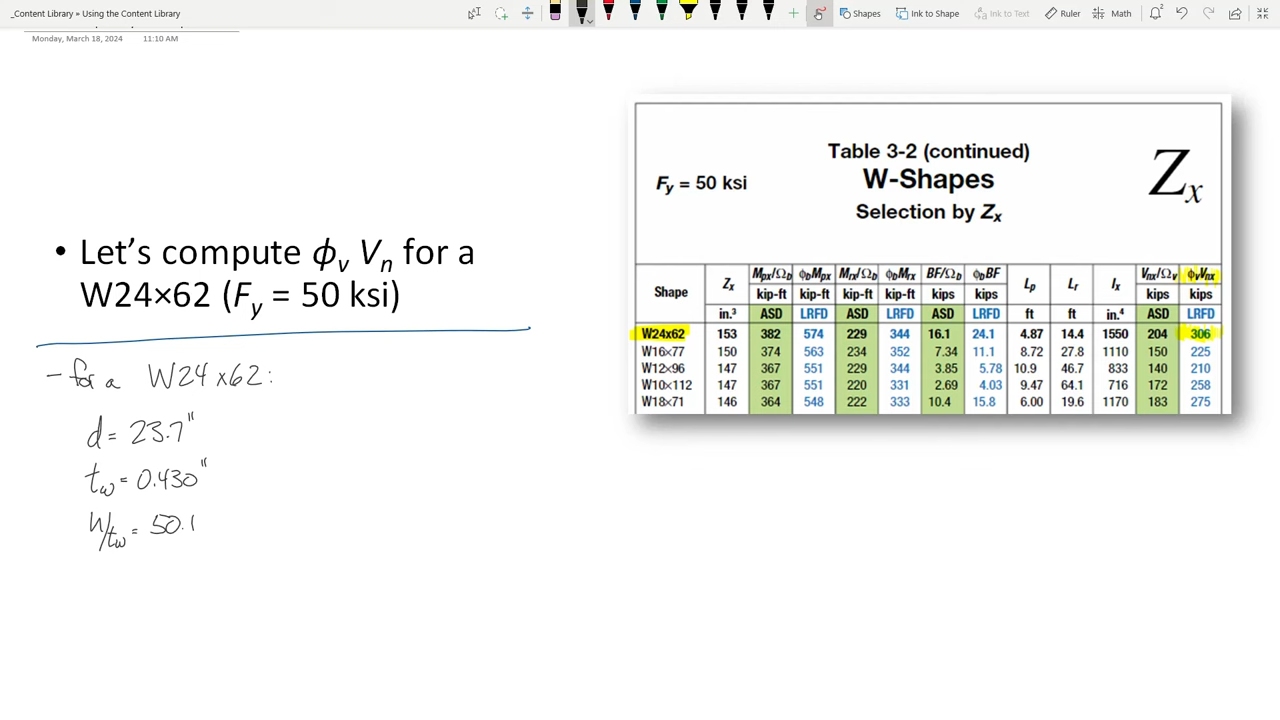 _Content Library » Using the Content Library
Shapes Ink to Shape Ink to Text Ruler Math
Monday, March 18, 2024 11:10 AM
• Let's compute ϕv Vn for a
W24×62 (Fy = 50 ksi)
– for a W24x62:
d = 23.7"
tw = 0.430"
h/tw = 50.1
Table 3-2 (continued)
Fy = 50 ksi W-Shapes Zx
Selection by Zx
Shape Zx Mpx/Ωb ϕbMpx Mrx/Ωb ϕbMrx BF/Ωb ϕbBF Lp Lr Ix Vnx/Ωv ϕvVnx
kip-ft kip-ft kip-ft kip-ft kips kips kips kips
in.³ ASD LRFD ASD LRFD ASD LRFD ft ft in.⁴ ASD LRFD
W24x62 153 382 574 229 344 16.1 24.1 4.87 14.4 1550 204 306
W16×77 150 374 563 234 352 7.34 11.1 8.72 27.8 1110 150 225
W12×96 147 367 551 229 344 3.85 5.78 10.9 46.7 833 140 210
W10×112 147 367 551 220 331 2.69 4.03 9.47 64.1 716 172 258
W18×71 146 364 548 222 333 10.4 15.8 6.00 19.6 1170 183 275